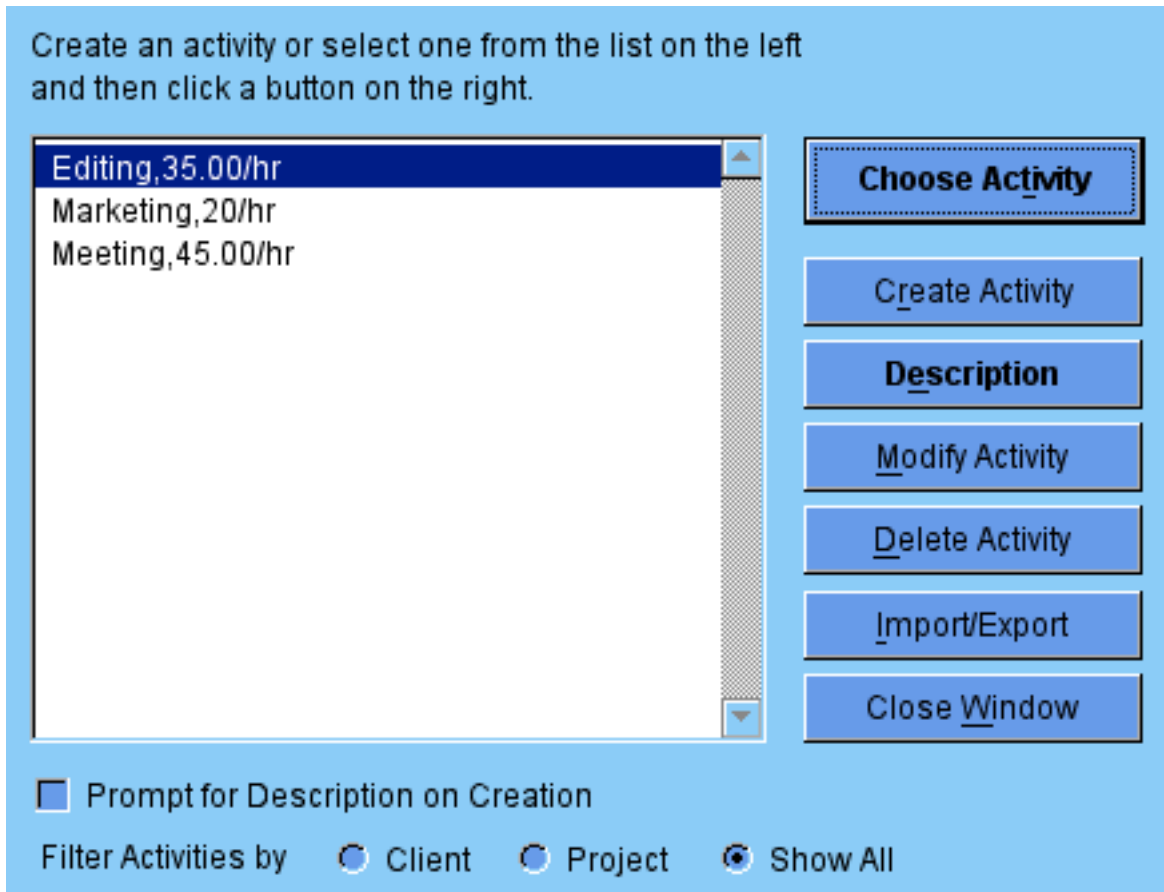 Create an activity or select one from the list on the left
and then click a button on the right.
Editing,35.00/hr
Marketing,20/hr
Meeting,45.00/hr
Choose Activity
Create Activity
Description
Modify Activity
Delete Activity
Import/Export
Close Window
Prompt for Description on Creation
Filter Activities by Client Project Show All